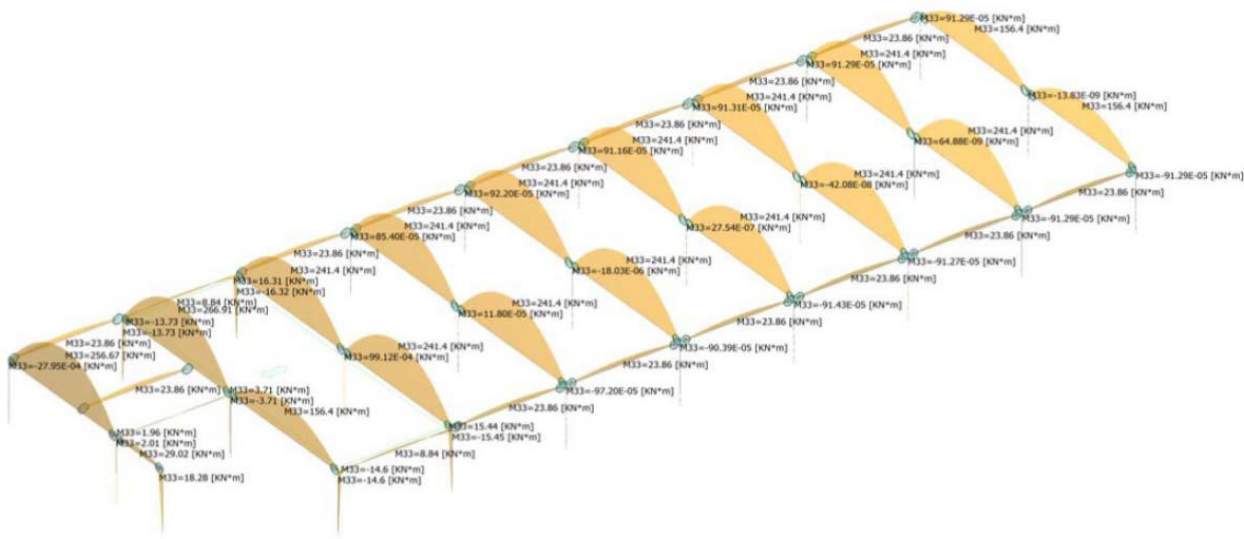 M33=91.29E-05 [KN*m]
M33=156.4 [KN*m]
M33=23.86 [KN*m]
M33=241.4 [KN*m]
M33=91.29E-05 [KN*m]
M33=23.86 [KN*m]
M33=-13.83E-09 [KN*m]
M33=241.4 [KN*m]
M33=156.4 [KN*m]
M33=91.31E-05 [KN*m]
M33=23.86 [KN*m]
M33=241.4 [KN*m]
M33=64.88E-09 [KN*m]
M33=91.16E-05 [KN*m]
M33=241.4 [KN*m]
M33=23.86 [KN*m]
M33=-91.29E-05 [KN*m]
M33=241.4 [KN*m]
M33=-42.08E-08 [KN*m]
M33=23.86 [KN*m]
M33=92.20E-05 [KN*m]
M33=23.86 [KN*m]
M33=241.4 [KN*m]
M33=241.4 [KN*m]
M33=-91.29E-05 [KN*m]
M33=27.54E-07 [KN*m]
M33=85.40E-05 [KN*m]
M33=23.86 [KN*m]
M33=23.86 [KN*m]
M33=241.4 [KN*m]
M33=241.4 [KN*m]
M33=-91.27E-05 [KN*m]
M33=-18.03E-06 [KN*m]
M33=16.31 [KN*m]
M33=-16.32 [KN*m]
M33=23.86 [KN*m]
M33=8.84 [KN*m]
M33=241.4 [KN*m]
M33=266.91 [KN*m]
M33=241.4 [KN*m]
M33=-91.43E-05 [KN*m]
M33=11.80E-05 [KN*m]
M33=-13.73 [KN*m]
M33=-13.73 [KN*m]
M33=23.86 [KN*m]
M33=23.86 [KN*m]
M33=256.67 [KN*m]
M33=241.4 [KN*m]
M33=-90.39E-05 [KN*m]
M33=99.12E-04 [KN*m]
M33=-27.95E-04 [KN*m]
M33=23.86 [KN*m]
M33=23.86 [KN*m]
M33=3.71 [KN*m]
M33=-3.71 [KN*m]
M33=-97.20E-05 [KN*m]
M33=156.4 [KN*m]
M33=23.86 [KN*m]
M33=15.44 [KN*m]
M33=-15.45 [KN*m]
M33=1.96 [KN*m]
M33=2.01 [KN*m]
M33=29.02 [KN*m]
M33=8.84 [KN*m]
M33=-14.6 [KN*m]
M33=-14.6 [KN*m]
M33=18.28 [KN*m]